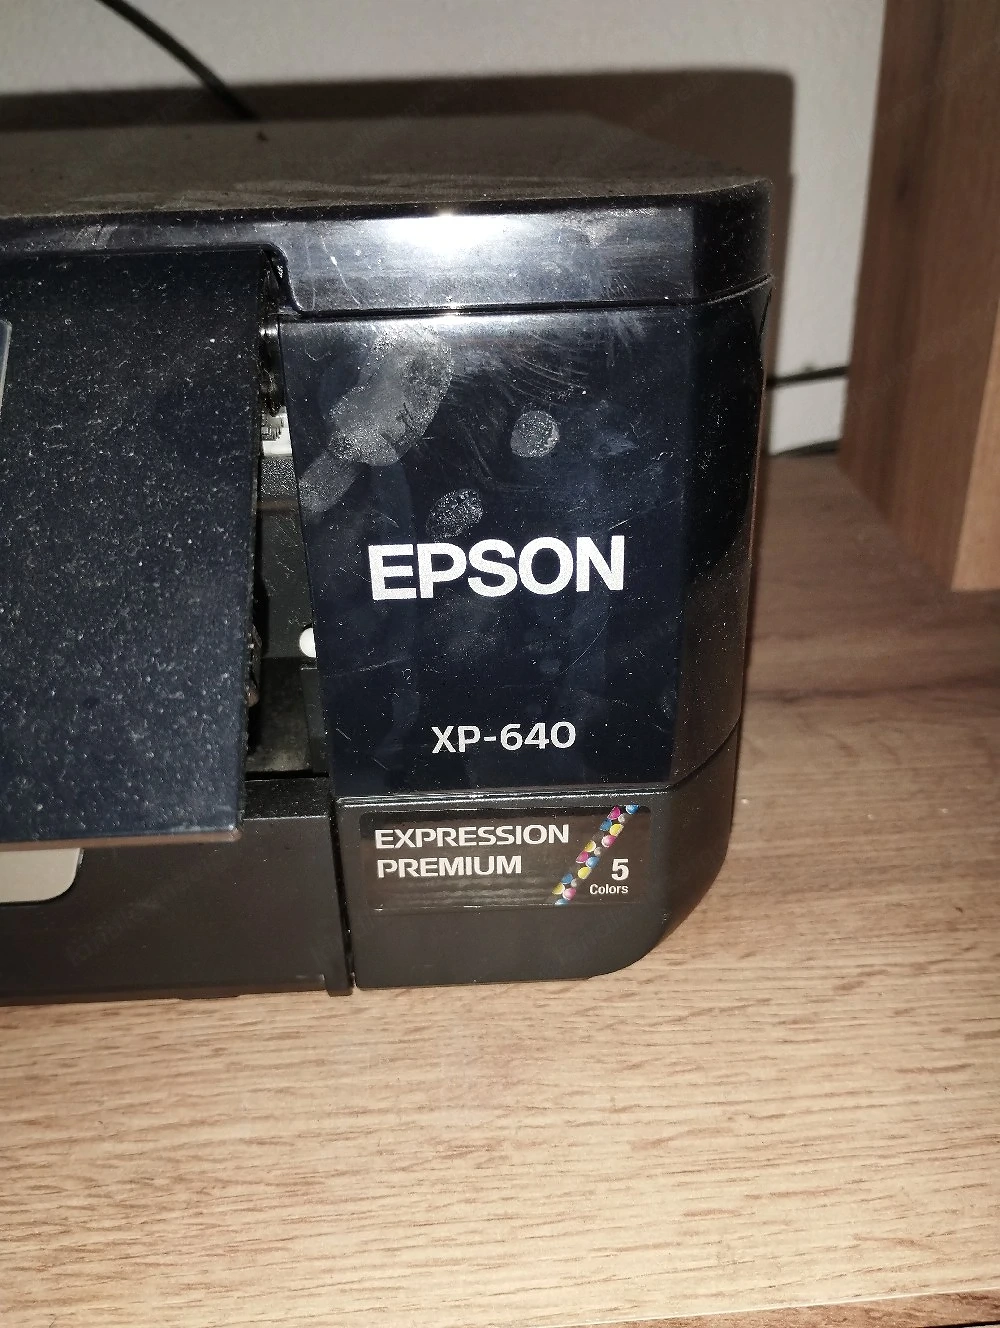 EPSON
XP-640
EXPRESSION
PREMIUM
5
Colors